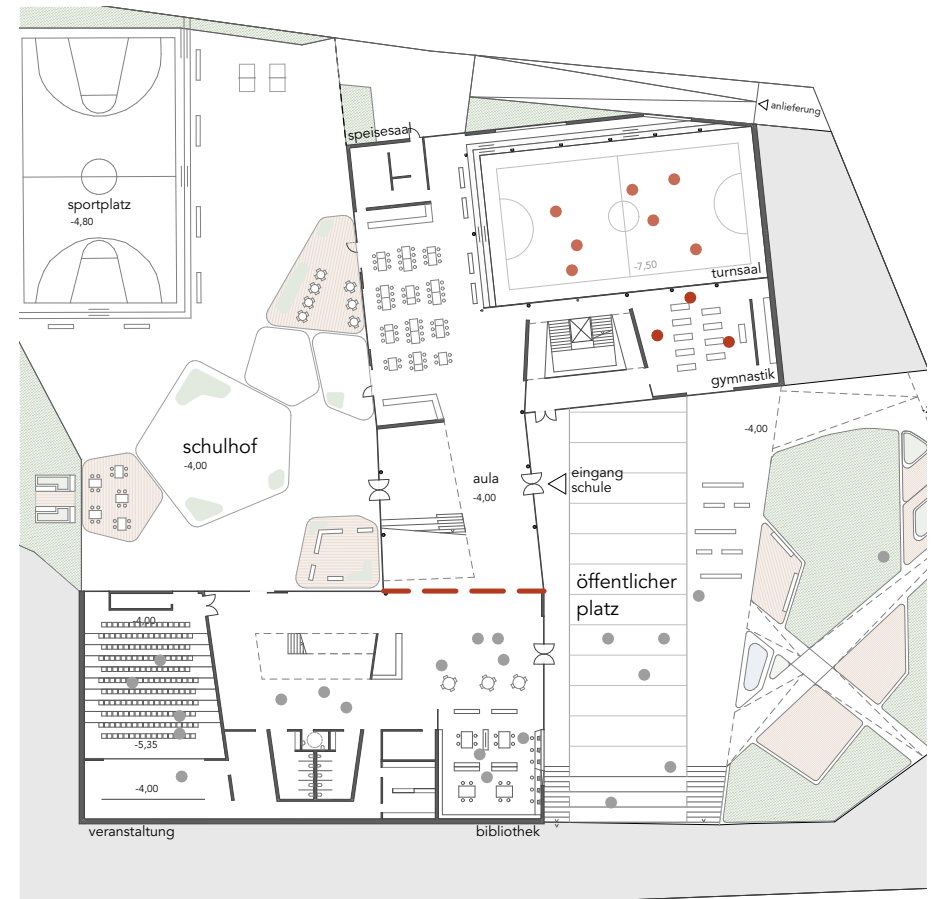 anlieferung
speisesaal
sportplatz
-4,80
-7,50
turnsaal
gymnastik
-4,00
schulhof
-4,00
aula
-4,00
eingang
schule
öffentlicher
platz
-4,00
-5,35
-4,00
veranstaltung
bibliothek